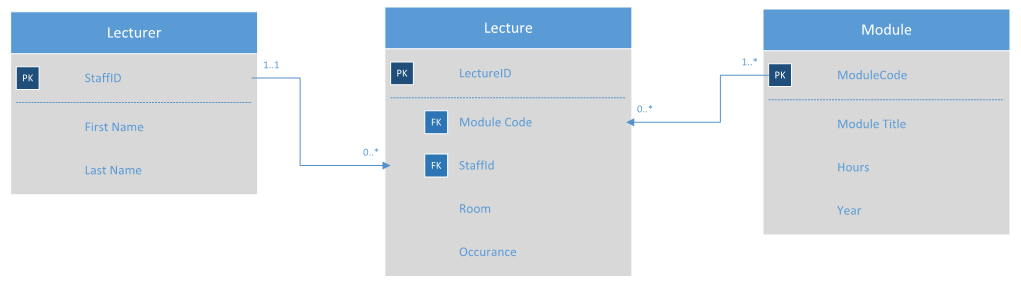 Lecturer
PK StaffID
First Name
Last Name
1..1
0..*
Lecture
PK LectureID
FK Module Code
FK StaffId
Room
Occurance
1..*
0..*
Module
PK ModuleCode
Module Title
Hours
Year